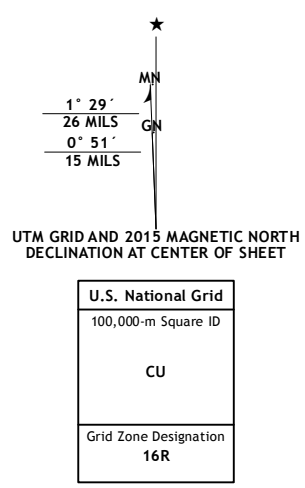 ★
MN
1° 29´
26 MILS
GN
0° 51´
15 MILS
UTM GRID AND 2015 MAGNETIC NORTH
DECLINATION AT CENTER OF SHEET
U.S. National Grid
100,000-m Square ID
CU
Grid Zone Designation
16R